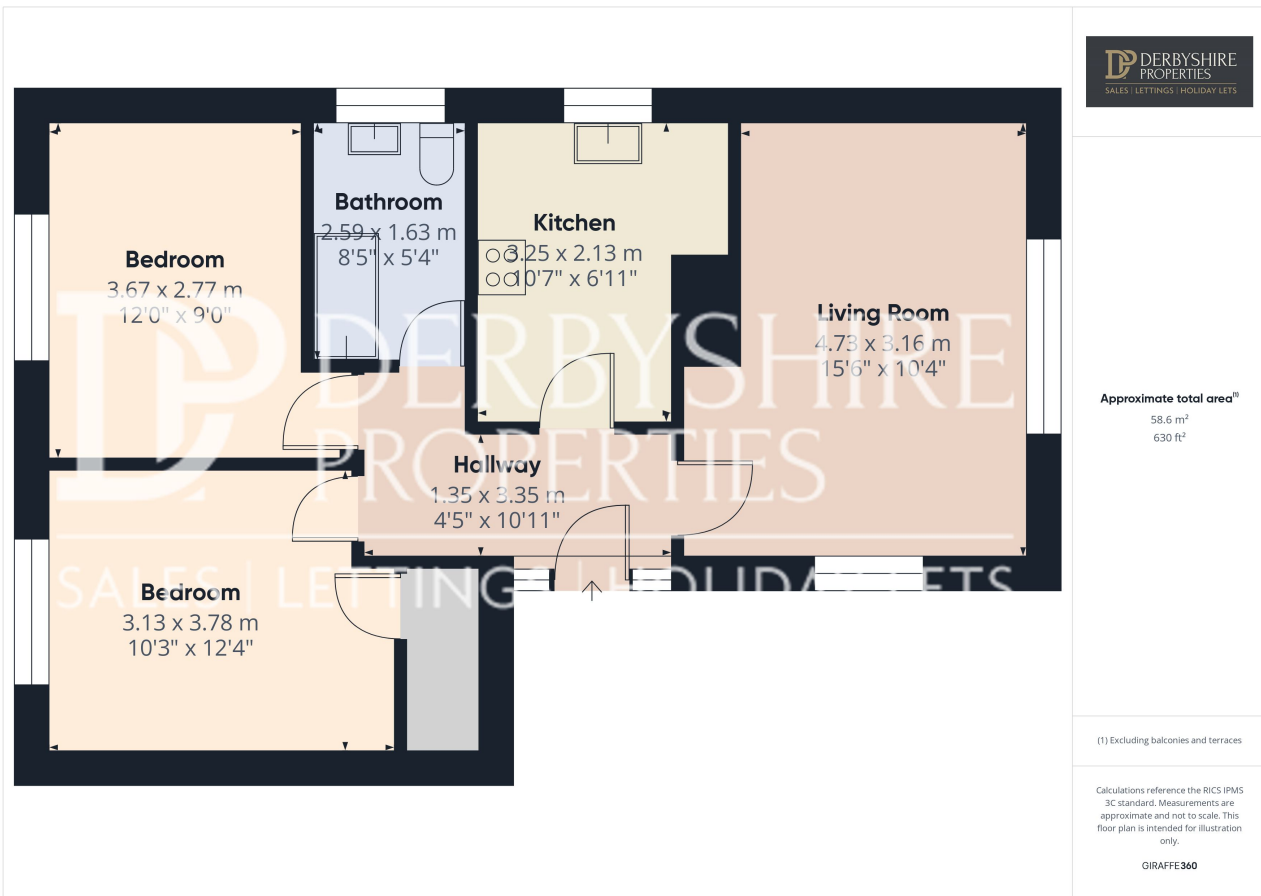 Bedroom
3.67 x 2.77 m
12'0" x 9'0"
Bathroom
2.59 x 1.63 m
8'5" x 5'4"
Kitchen
3.25 x 2.13 m
10'7" x 6'11"
Living Room
4.73 x 3.16 m
15'6" x 10'4"
Hallway
1.35 x 3.35 m
4'5" x 10'11"
Bedroom
3.13 x 3.78 m
10'3" x 12'4"
DP DERBYSHIRE
PROPERTIES
SALES | LETTINGS | HOLIDAY LETS
DP DERBYSHIRE
PROPERTIES
SALES | LETTINGS | HOLIDAY LETS
Approximate total area(1)
58.6 m²
630 ft²
(1) Excluding balconies and terraces
Calculations reference the RICS IPMS
3C standard. Measurements are
approximate and not to scale. This
floor plan is intended for illustration
only.
GIRAFFE360